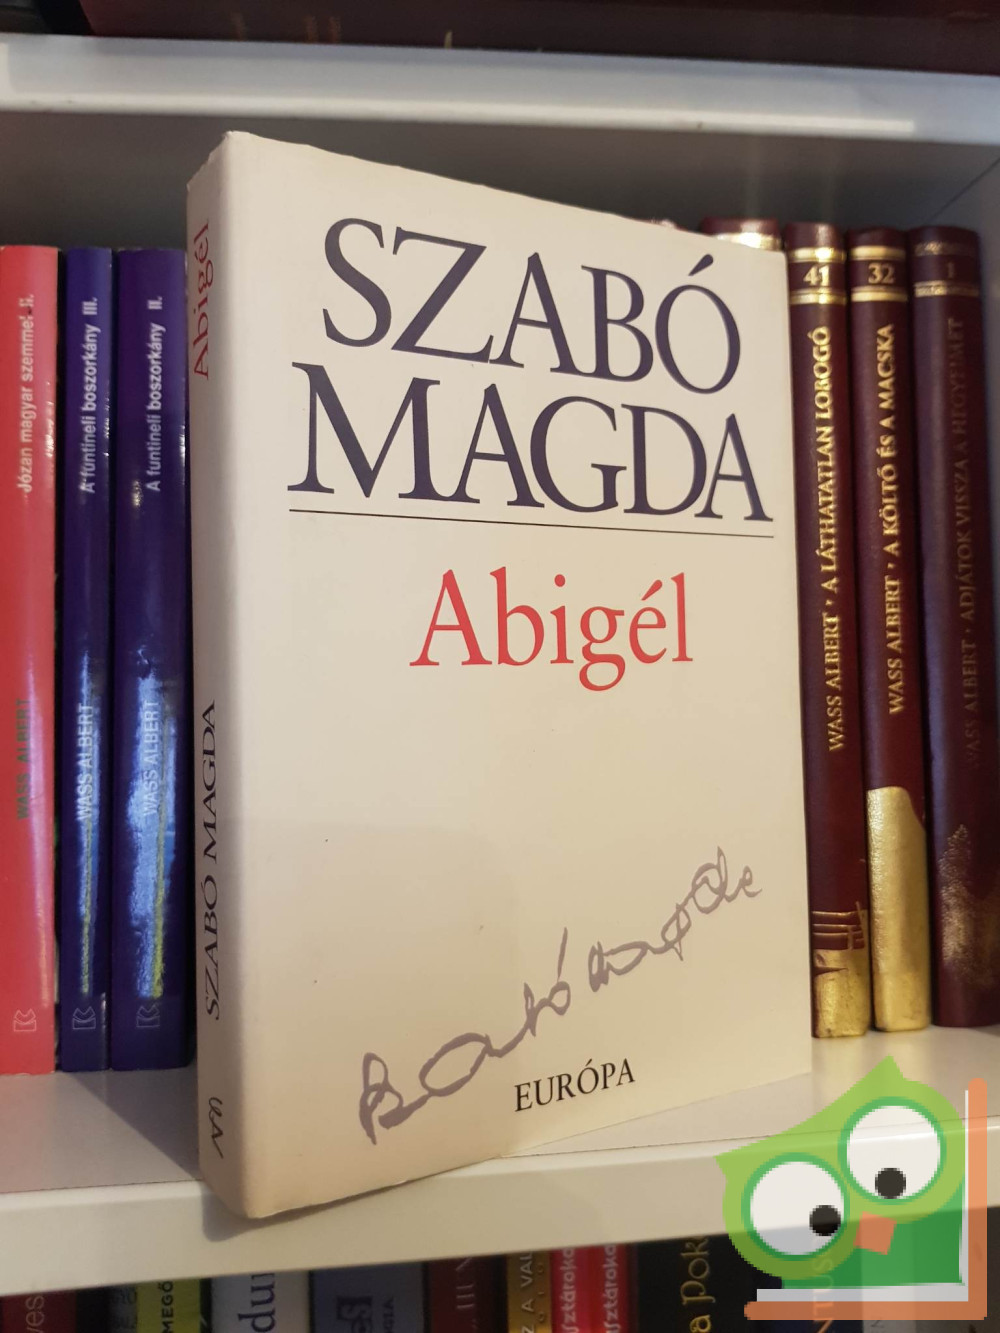 SZABÓ
MAGDA
Abigél
EURÓPA
Abigél
SZABÓ MAGDA
Józan magyar szemmel II.
WASS ALBERT
A funtineli boszorkány III.
WASS ALBERT
A funtineli boszorkány II.
WASS ALBERT
41
WASS ALBERT • A LÁTHATATLAN LOBOGÓ
32
WASS ALBERT • A KÖLTŐ ÉS A MACSKA
1
WASS ALBERT • ADJÁTOK VISSZA A HEGYEIMET